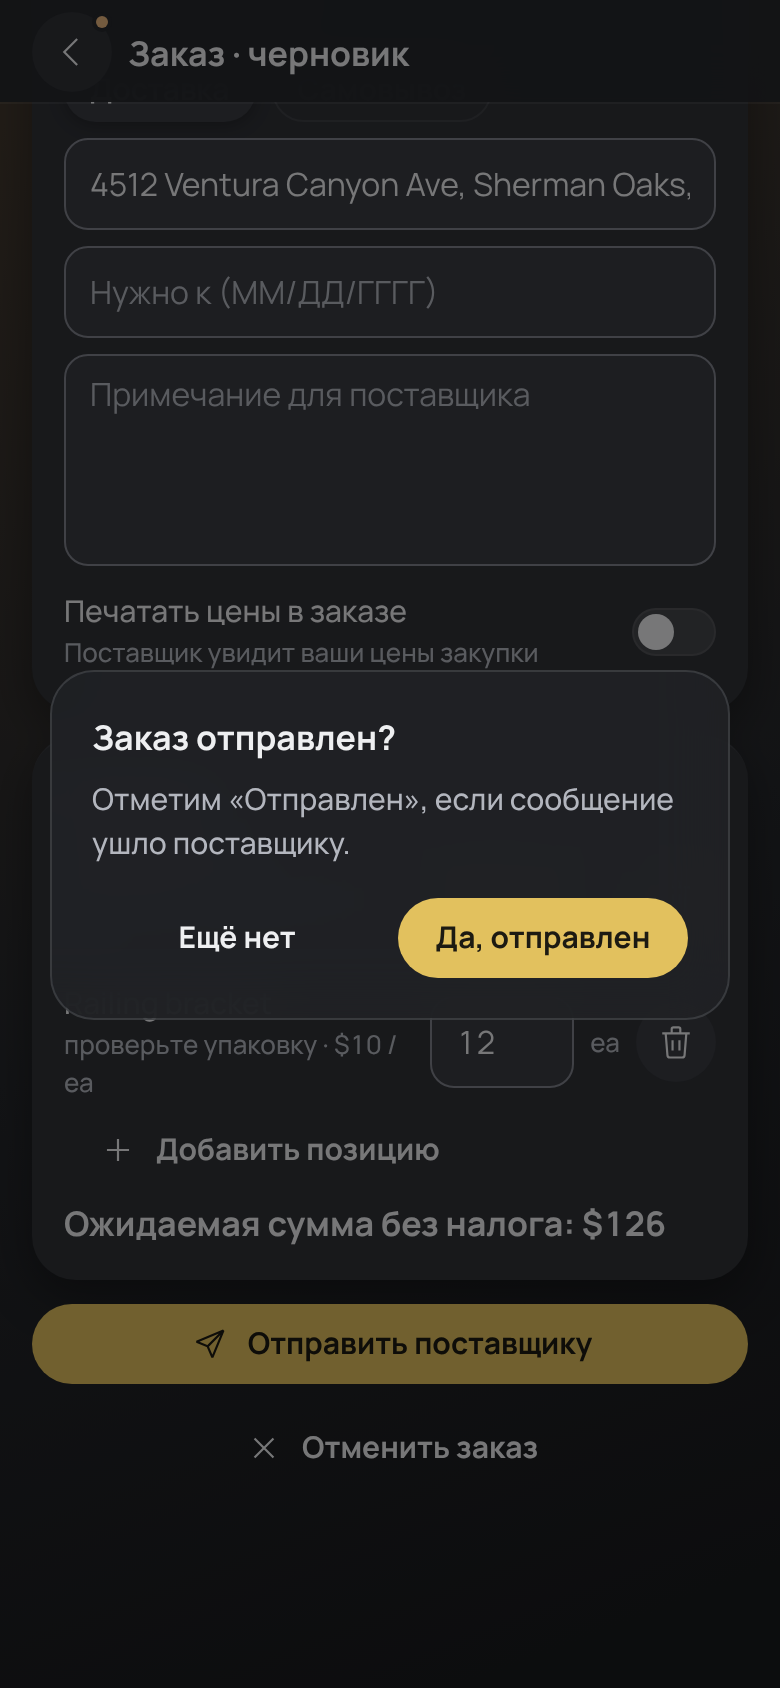 Заказ · черновик
4512 Ventura Canyon Ave, Sherman Oaks,
Нужно к (ММ/ДД/ГГГГ)
Примечание для поставщика
Печатать цены в заказе
Поставщик увидит ваши цены закупки
Заказ отправлен?
Отметим «Отправлен», если сообщение
ушло поставщику.
Ещё нет
Да, отправлен
Railing bracket
проверьте упаковку · $10 /
ea
12
ea
Добавить позицию
Ожидаемая сумма без налога: $126
Отправить поставщику
Отменить заказ